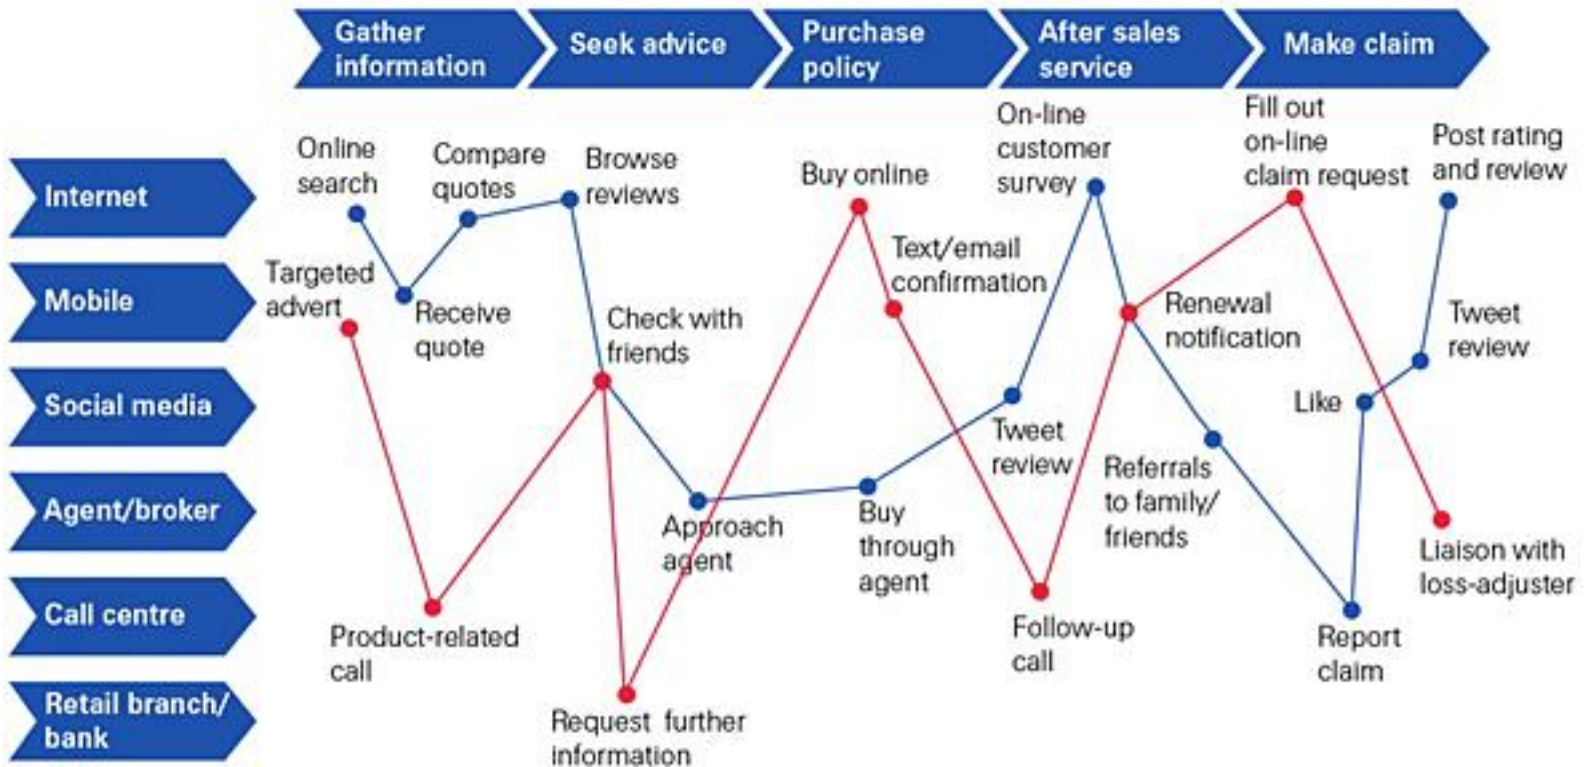 Gather
information
Seek advice
Purchase
policy
After sales
service
Make claim
Internet
Mobile
Social media
Agent/broker
Call centre
Retail branch/
bank
Online
search
Compare
quotes
Browse
reviews
Buy online
On-line
customer
survey
Fill out
on-line
claim request
Post rating
and review
Targeted
advert
Receive
quote
Check with
friends
Text/email
confirmation
Renewal
notification
Tweet
review
Like
Tweet
review
Referrals
to family/
friends
Approach
agent
Buy
through
agent
Liaison with
loss-adjuster
Product-related
call
Follow-up
call
Report
claim
Request further
information